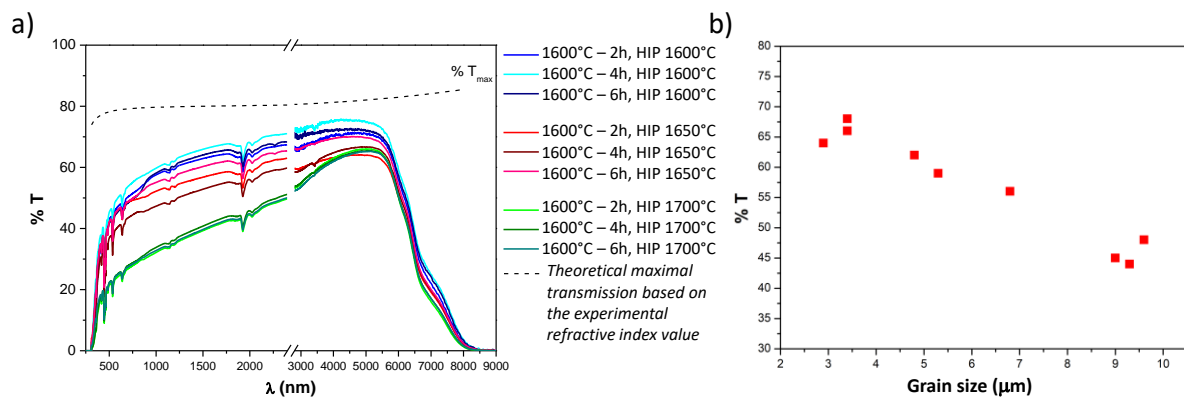 a)
100
80
60
40
20
0
% T
500
1000
1500
2000
3000
4000
5000
6000
7000
8000
9000
λ (nm)
% Tmax
1600°C – 2h, HIP 1600°C
1600°C – 4h, HIP 1600°C
1600°C – 6h, HIP 1600°C
1600°C – 2h, HIP 1650°C
1600°C – 4h, HIP 1650°C
1600°C – 6h, HIP 1650°C
1600°C – 2h, HIP 1700°C
1600°C – 4h, HIP 1700°C
1600°C – 6h, HIP 1700°C
Theoretical maximal
transmission based on
the experimental
refractive index value
b)
80
75
70
65
60
55
50
45
40
35
30
% T
2
3
4
5
6
7
8
9
10
Grain size (µm)